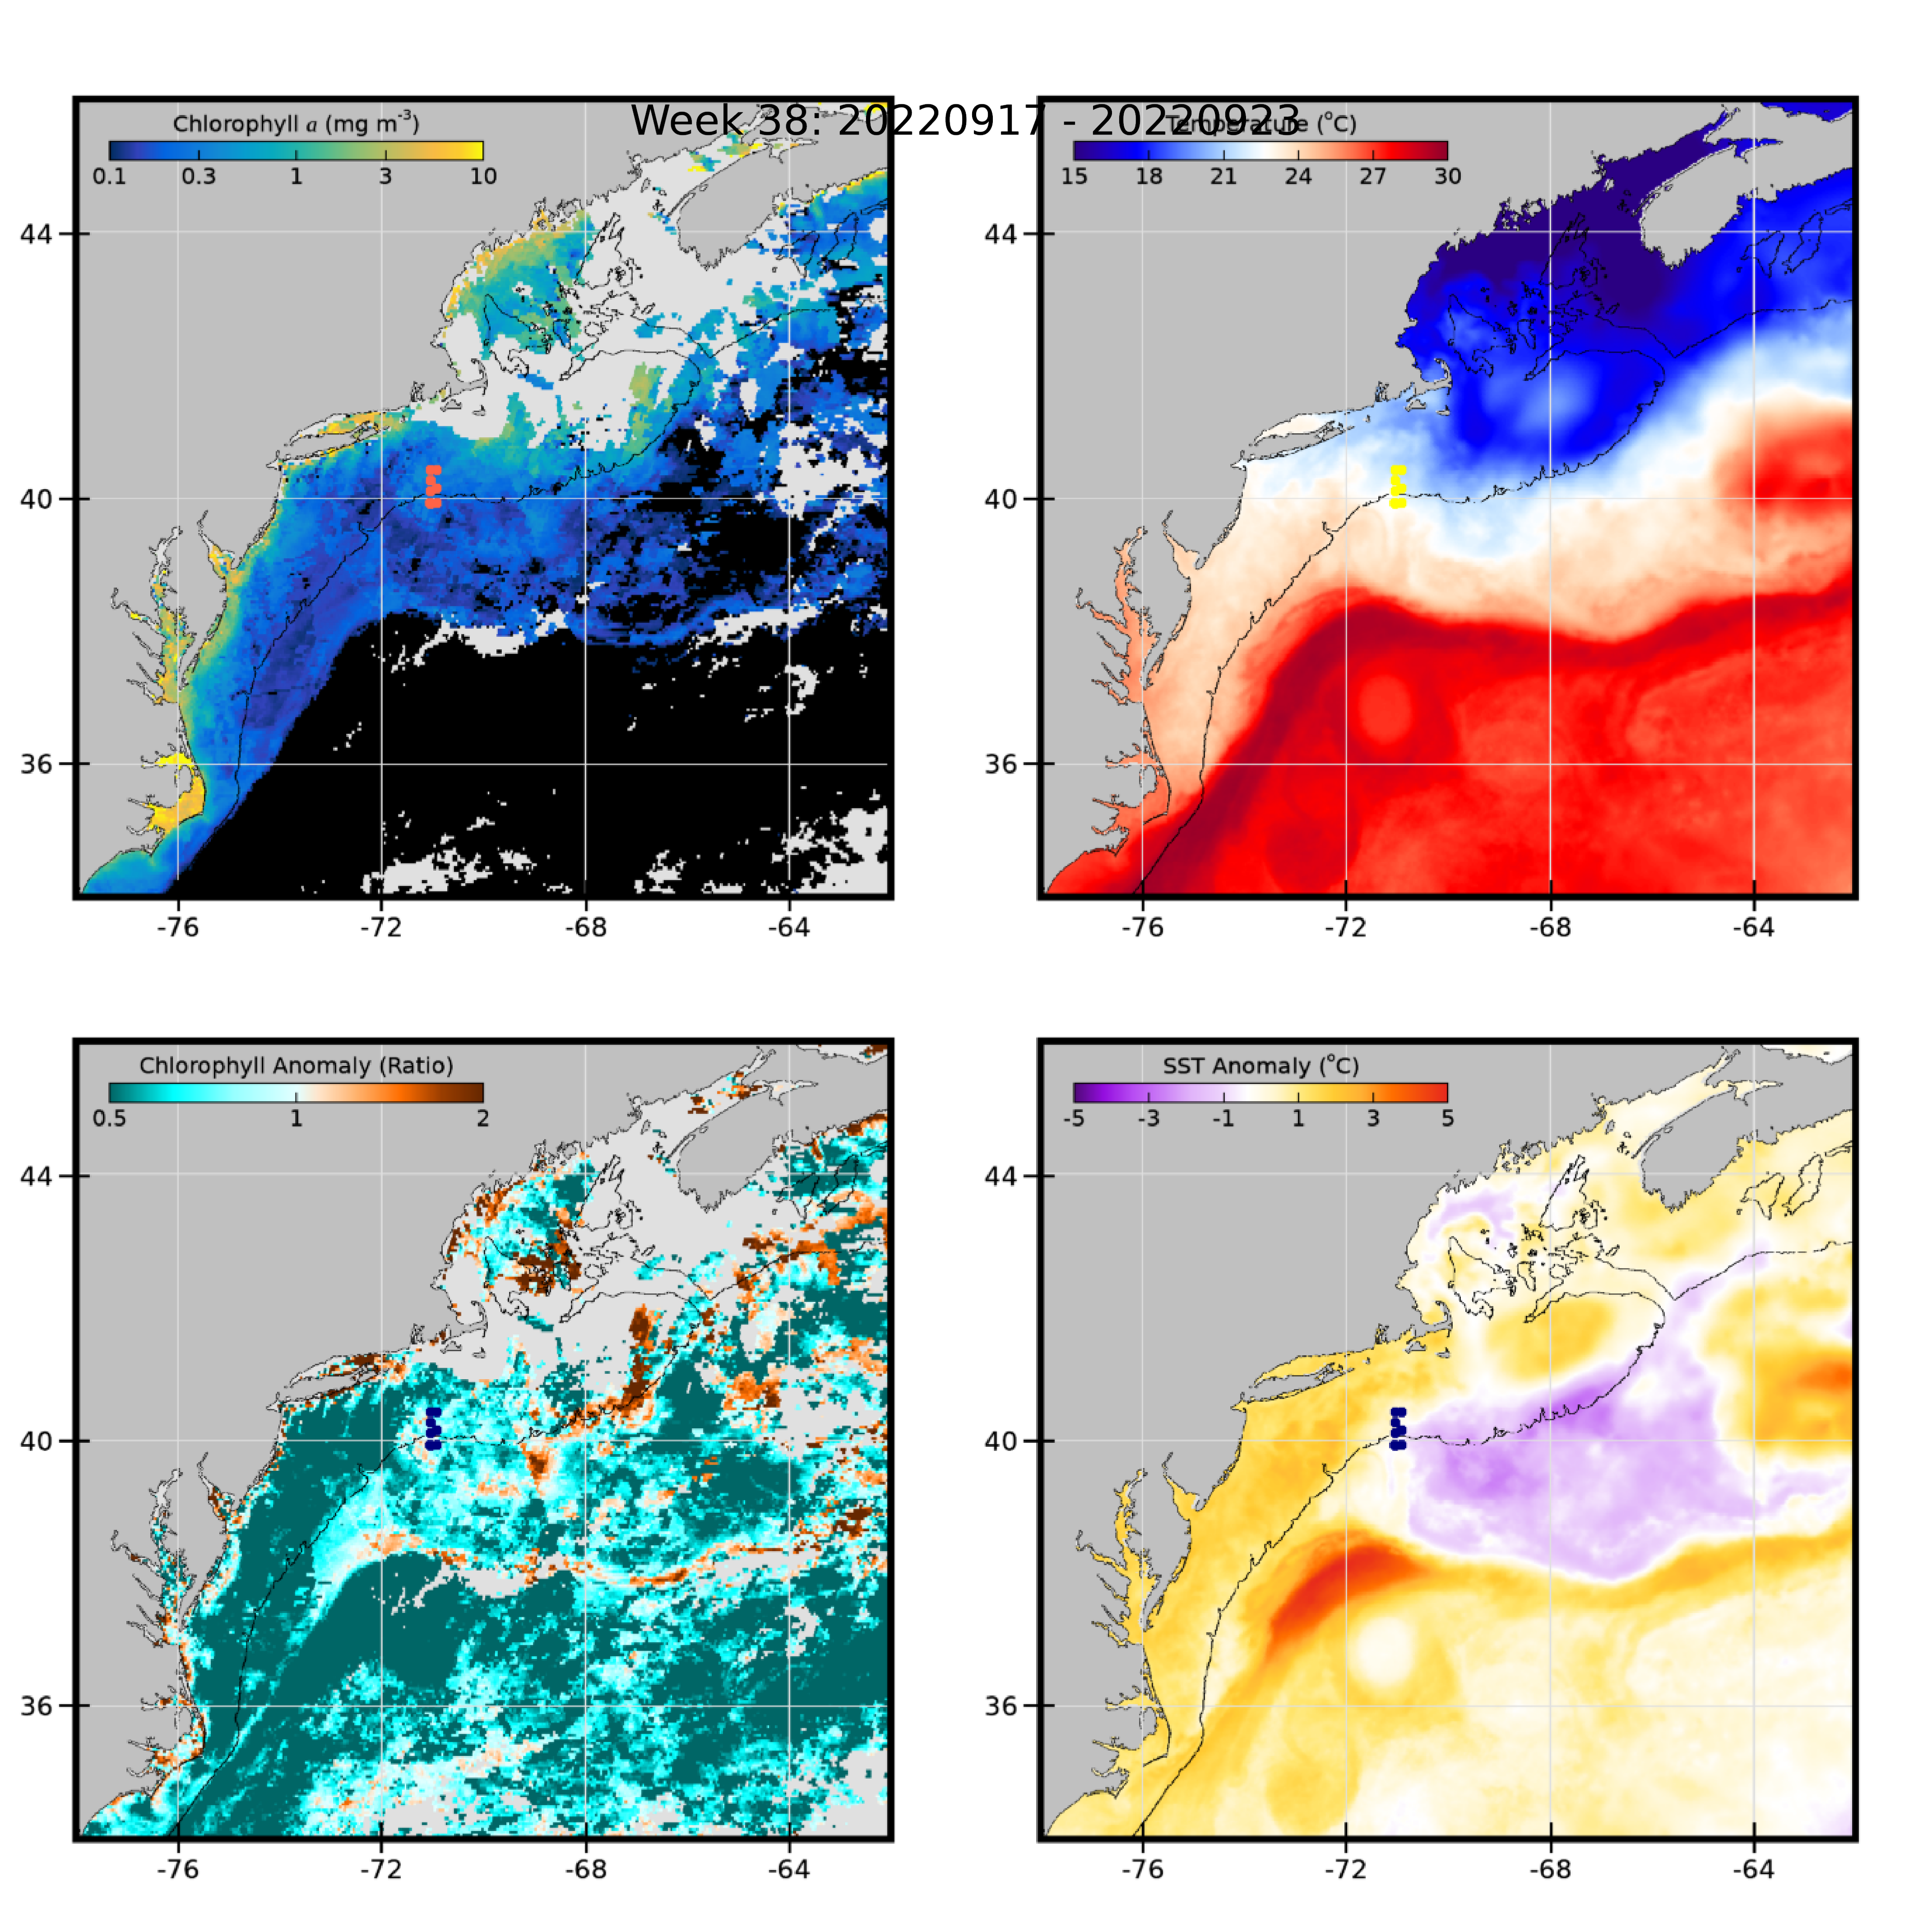 Week 38: 20220917 - 20220923
Chlorophyll a (mg m-3)
0.1 0.3 1 3 10
44
40
36
-76 -72 -68 -64
Temperature (°C)
15 18 21 24 27 30
44
40
36
-76 -72 -68 -64
Chlorophyll Anomaly (Ratio)
0.5 1 2
44
40
36
-76 -72 -68 -64
SST Anomaly (°C)
-5 -3 -1 1 3 5
44
40
36
-76 -72 -68 -64